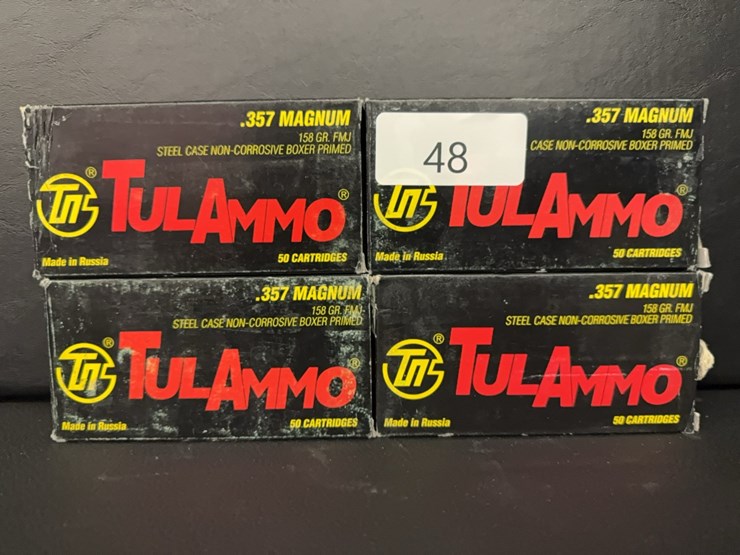 .357 MAGNUM
158 GR. FMJ
STEEL CASE NON-CORROSIVE BOXER PRIMED
TULAMMO®
Made in Russia
50 CARTRIDGES
48
.357 MAGNUM
158 GR. FMJ
CASE NON-CORROSIVE BOXER PRIMED
TULAMMO®
Made in Russia
50 CARTRIDGES
.357 MAGNUM
158 GR. FMJ
STEEL CASE NON-CORROSIVE BOXER PRIMED
TULAMMO®
Made in Russia
50 CARTRIDGES
.357 MAGNUM
158 GR. FMJ
STEEL CASE NON-CORROSIVE BOXER PRIMED
TULAMMO®
Made in Russia
50 CARTRIDGES